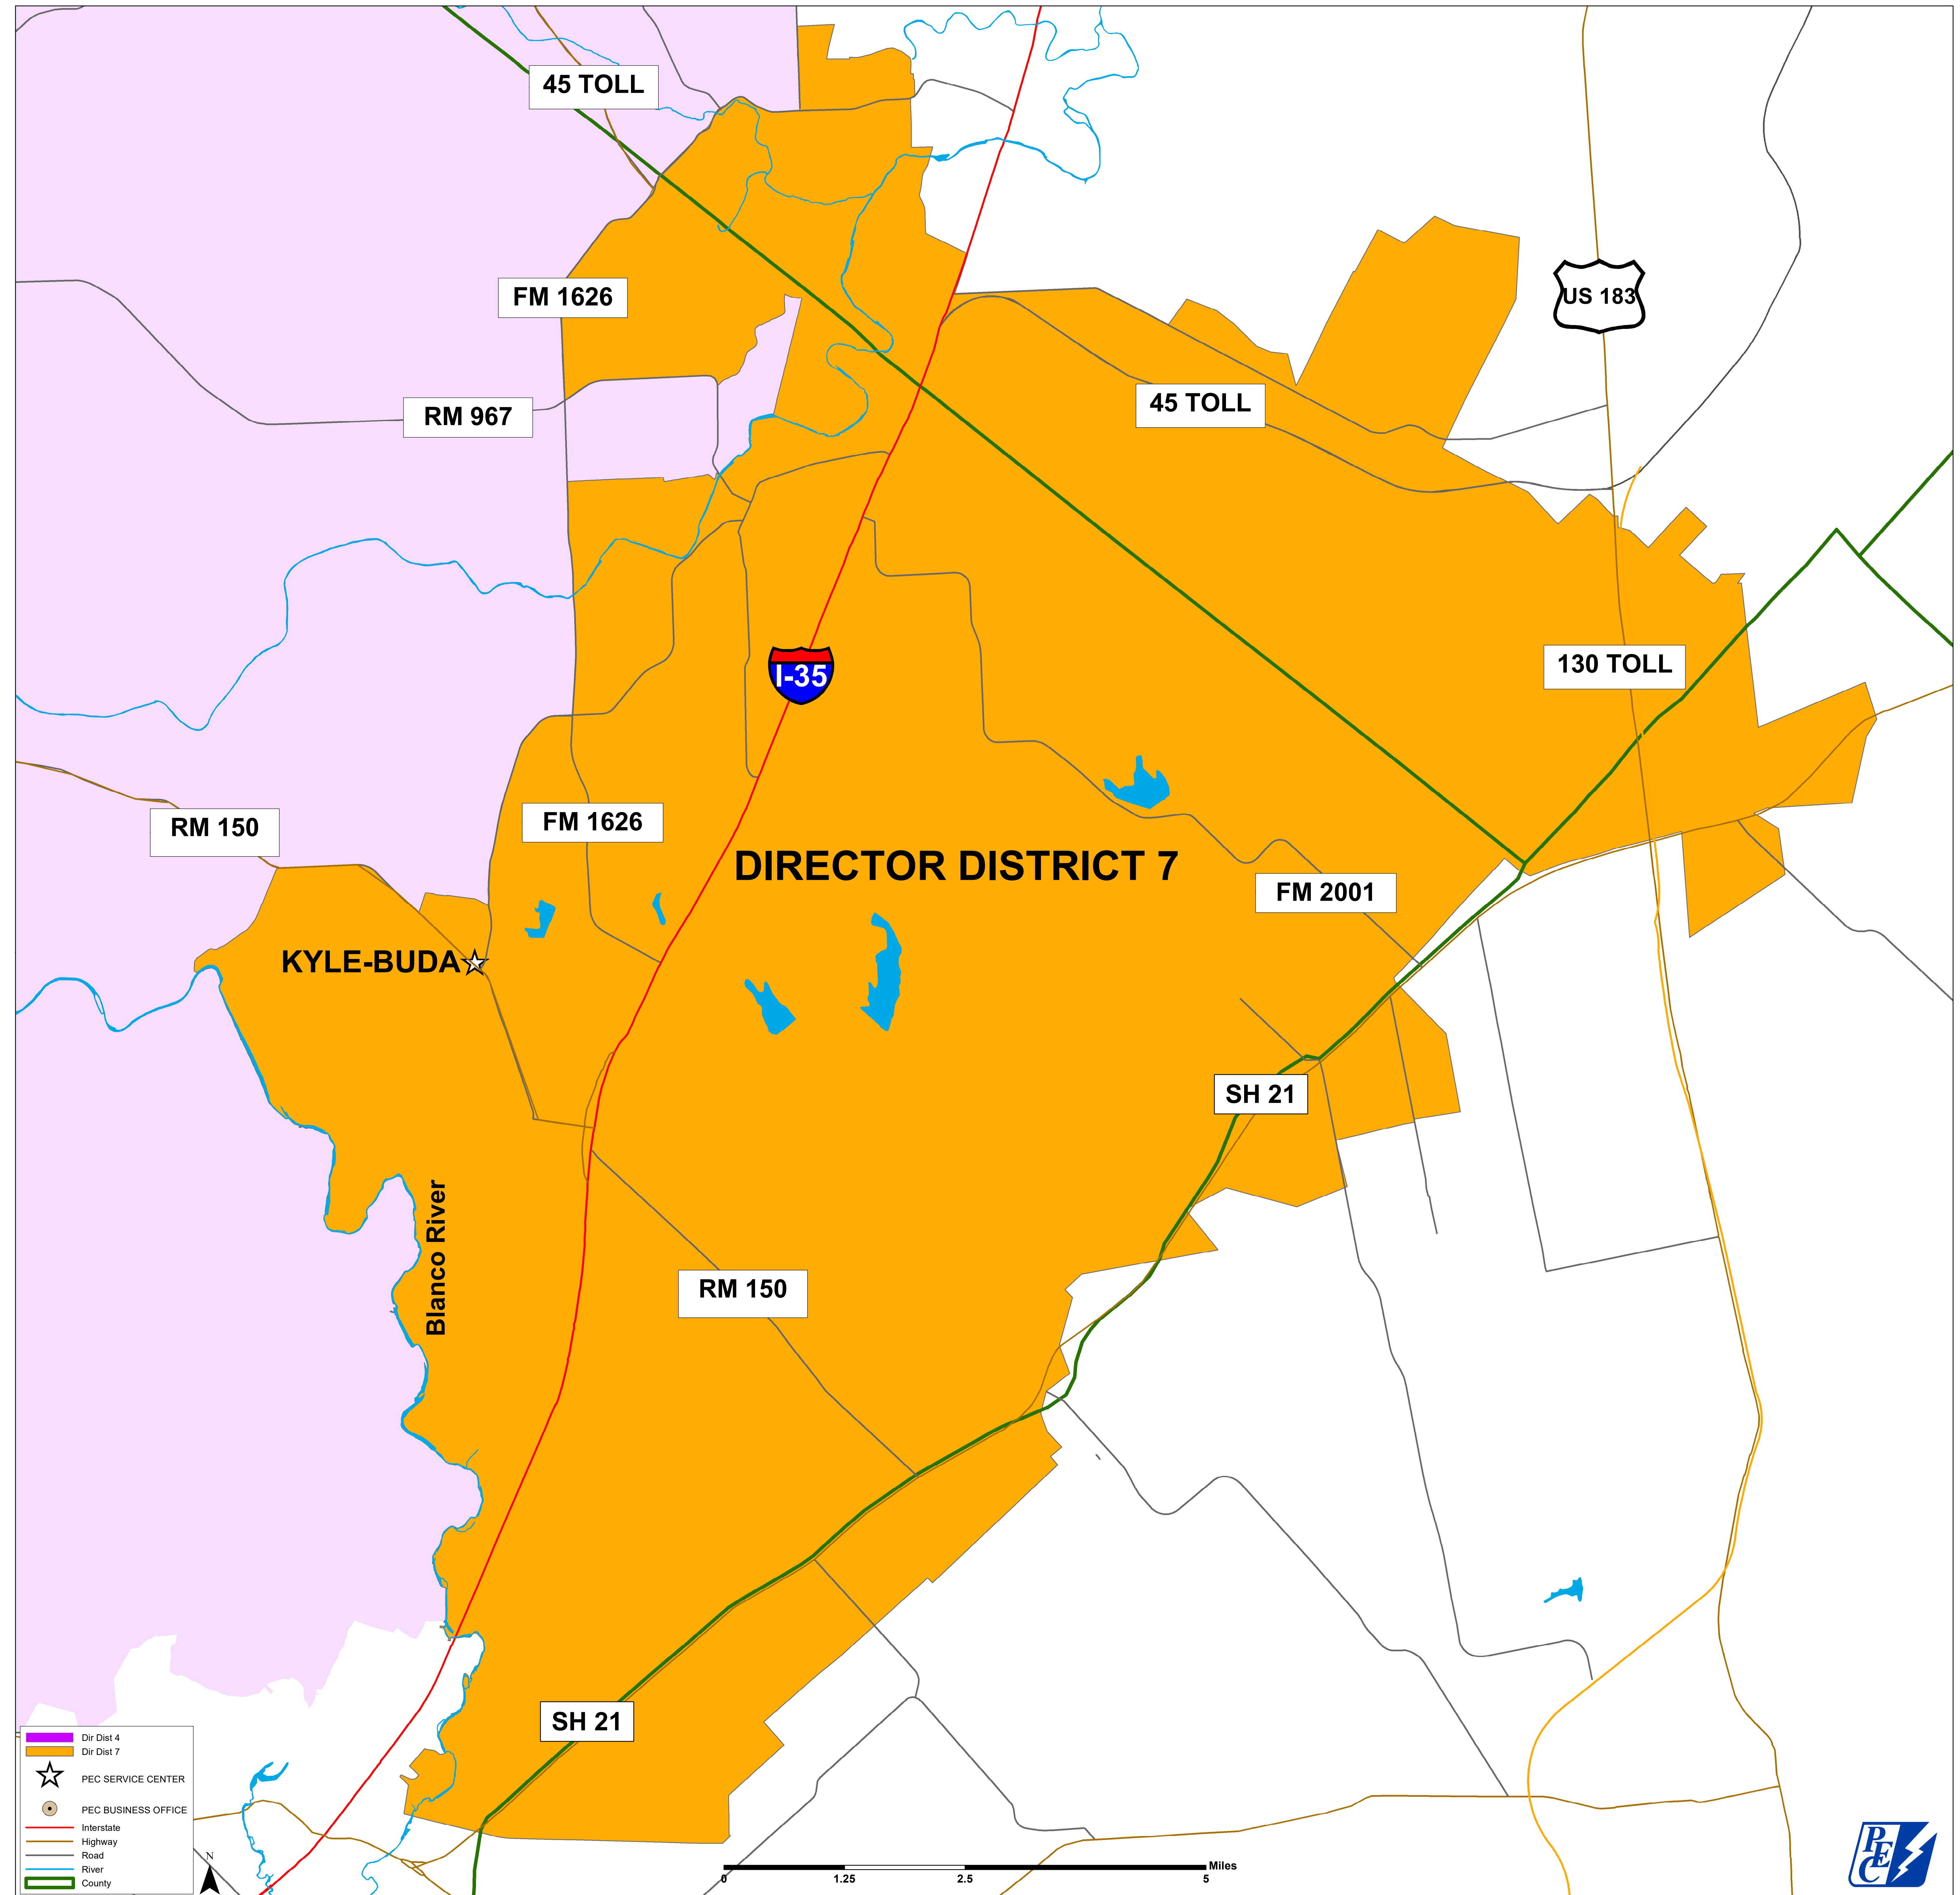 45 TOLL
FM 1626
US 183
RM 967
45 TOLL
I-35
130 TOLL
RM 150
FM 1626
DIRECTOR DISTRICT 7
FM 2001
KYLE-BUDA
SH 21
Blanco River
RM 150
SH 21
Dir Dist 4
Dir Dist 7
PEC SERVICE CENTER
PEC BUSINESS OFFICE
Interstate
Highway
Road
River
County
N
0 1.25 2.5 5 Miles
PEC